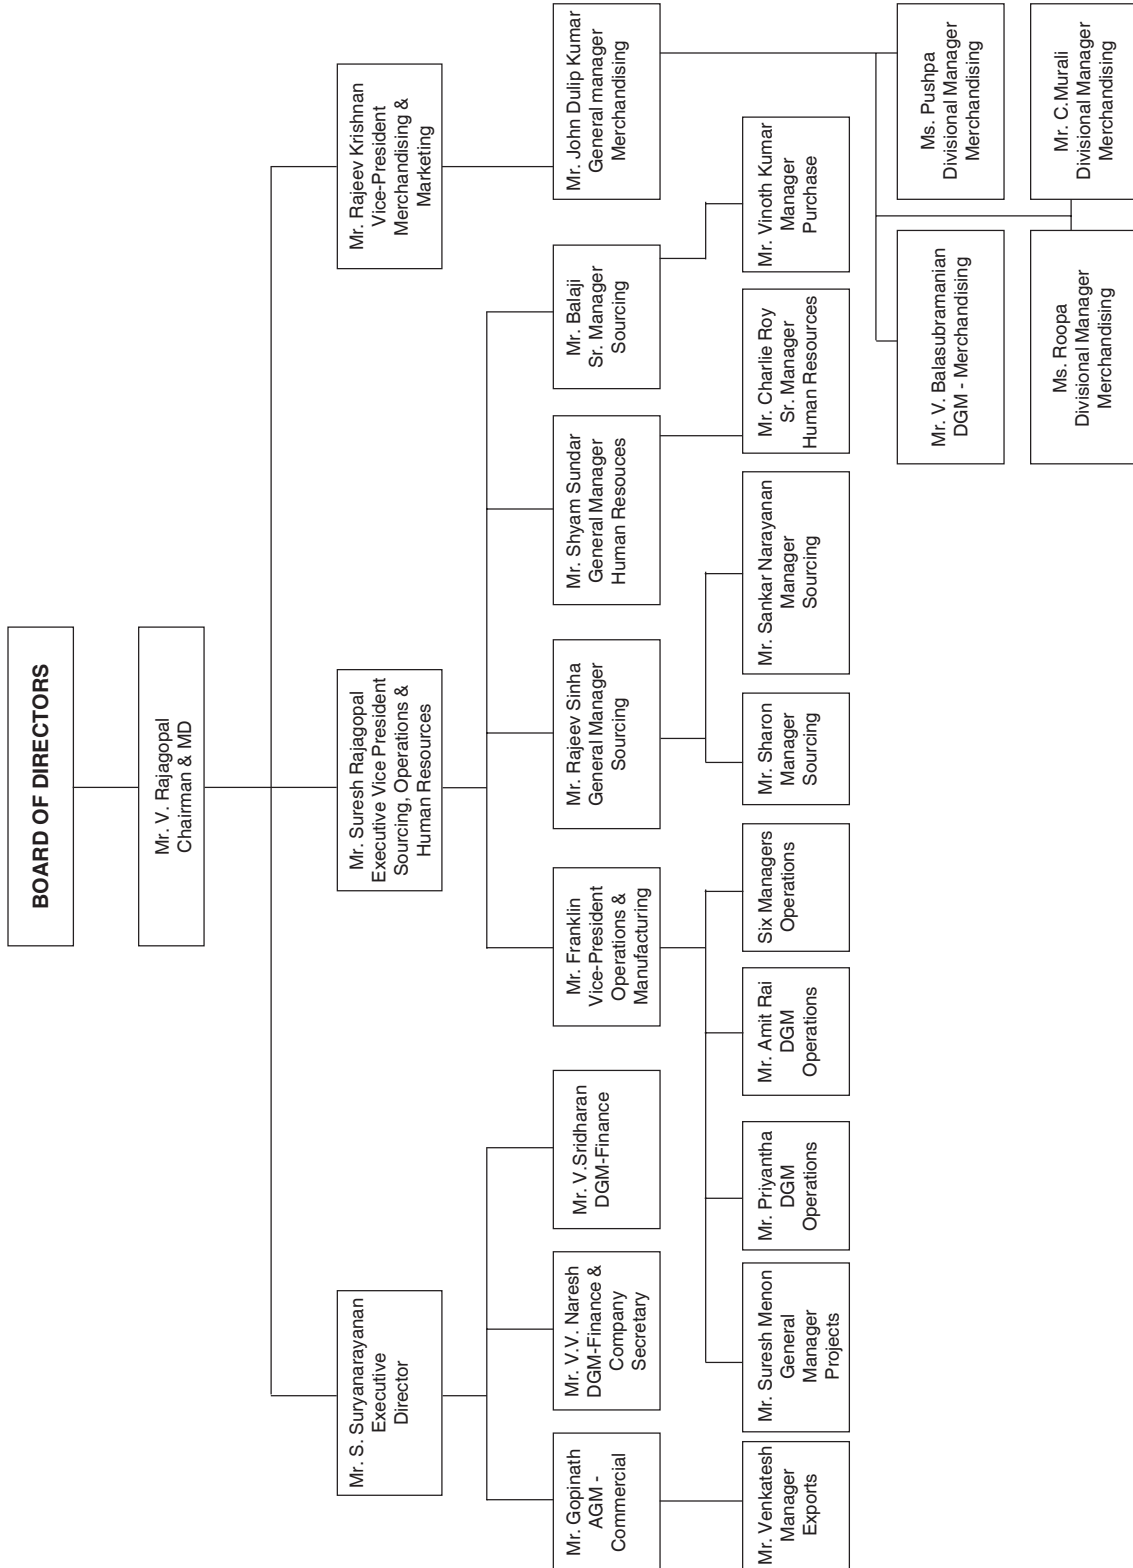 BOARD OF DIRECTORS
Mr. V. Rajagopal
Chairman & MD
Mr. S. Suryanarayanan
Executive
Director
Mr. Suresh Rajagopal
Executive Vice President
Sourcing, Operations &
Human Resources
Mr. Rajeev Krishnan
Vice-President
Merchandising &
Marketing
Mr. Gopinath
AGM -
Commercial
Mr. V.V. Naresh
DGM-Finance &
Company
Secretary
Mr. V.Sridharan
DGM-Finance
Mr. Franklin
Vice-President
Operations &
Manufacturing
Mr. Rajeev Sinha
General Manager
Sourcing
Mr. Shyam Sundar
General Manager
Human Resouces
Mr. Balaji
Sr. Manager
Sourcing
Mr. John Dulip Kumar
General manager
Merchandising
Mr. Venkatesh
Manager
Exports
Mr. Suresh Menon
General
Manager
Projects
Mr. Priyantha
DGM
Operations
Mr. Amit Rai
DGM
Operations
Six Managers
Operations
Mr. Sharon
Manager
Sourcing
Mr. Sankar Narayanan
Manager
Sourcing
Mr. Charlie Roy
Sr. Manager
Human Resources
Mr. Vinoth Kumar
Manager
Purchase
Mr. V. Balasubramanian
DGM - Merchandising
Ms. Pushpa
Divisional Manager
Merchandising
Ms. Roopa
Divisional Manager
Merchandising
Mr. C.Murali
Divisional Manager
Merchandising